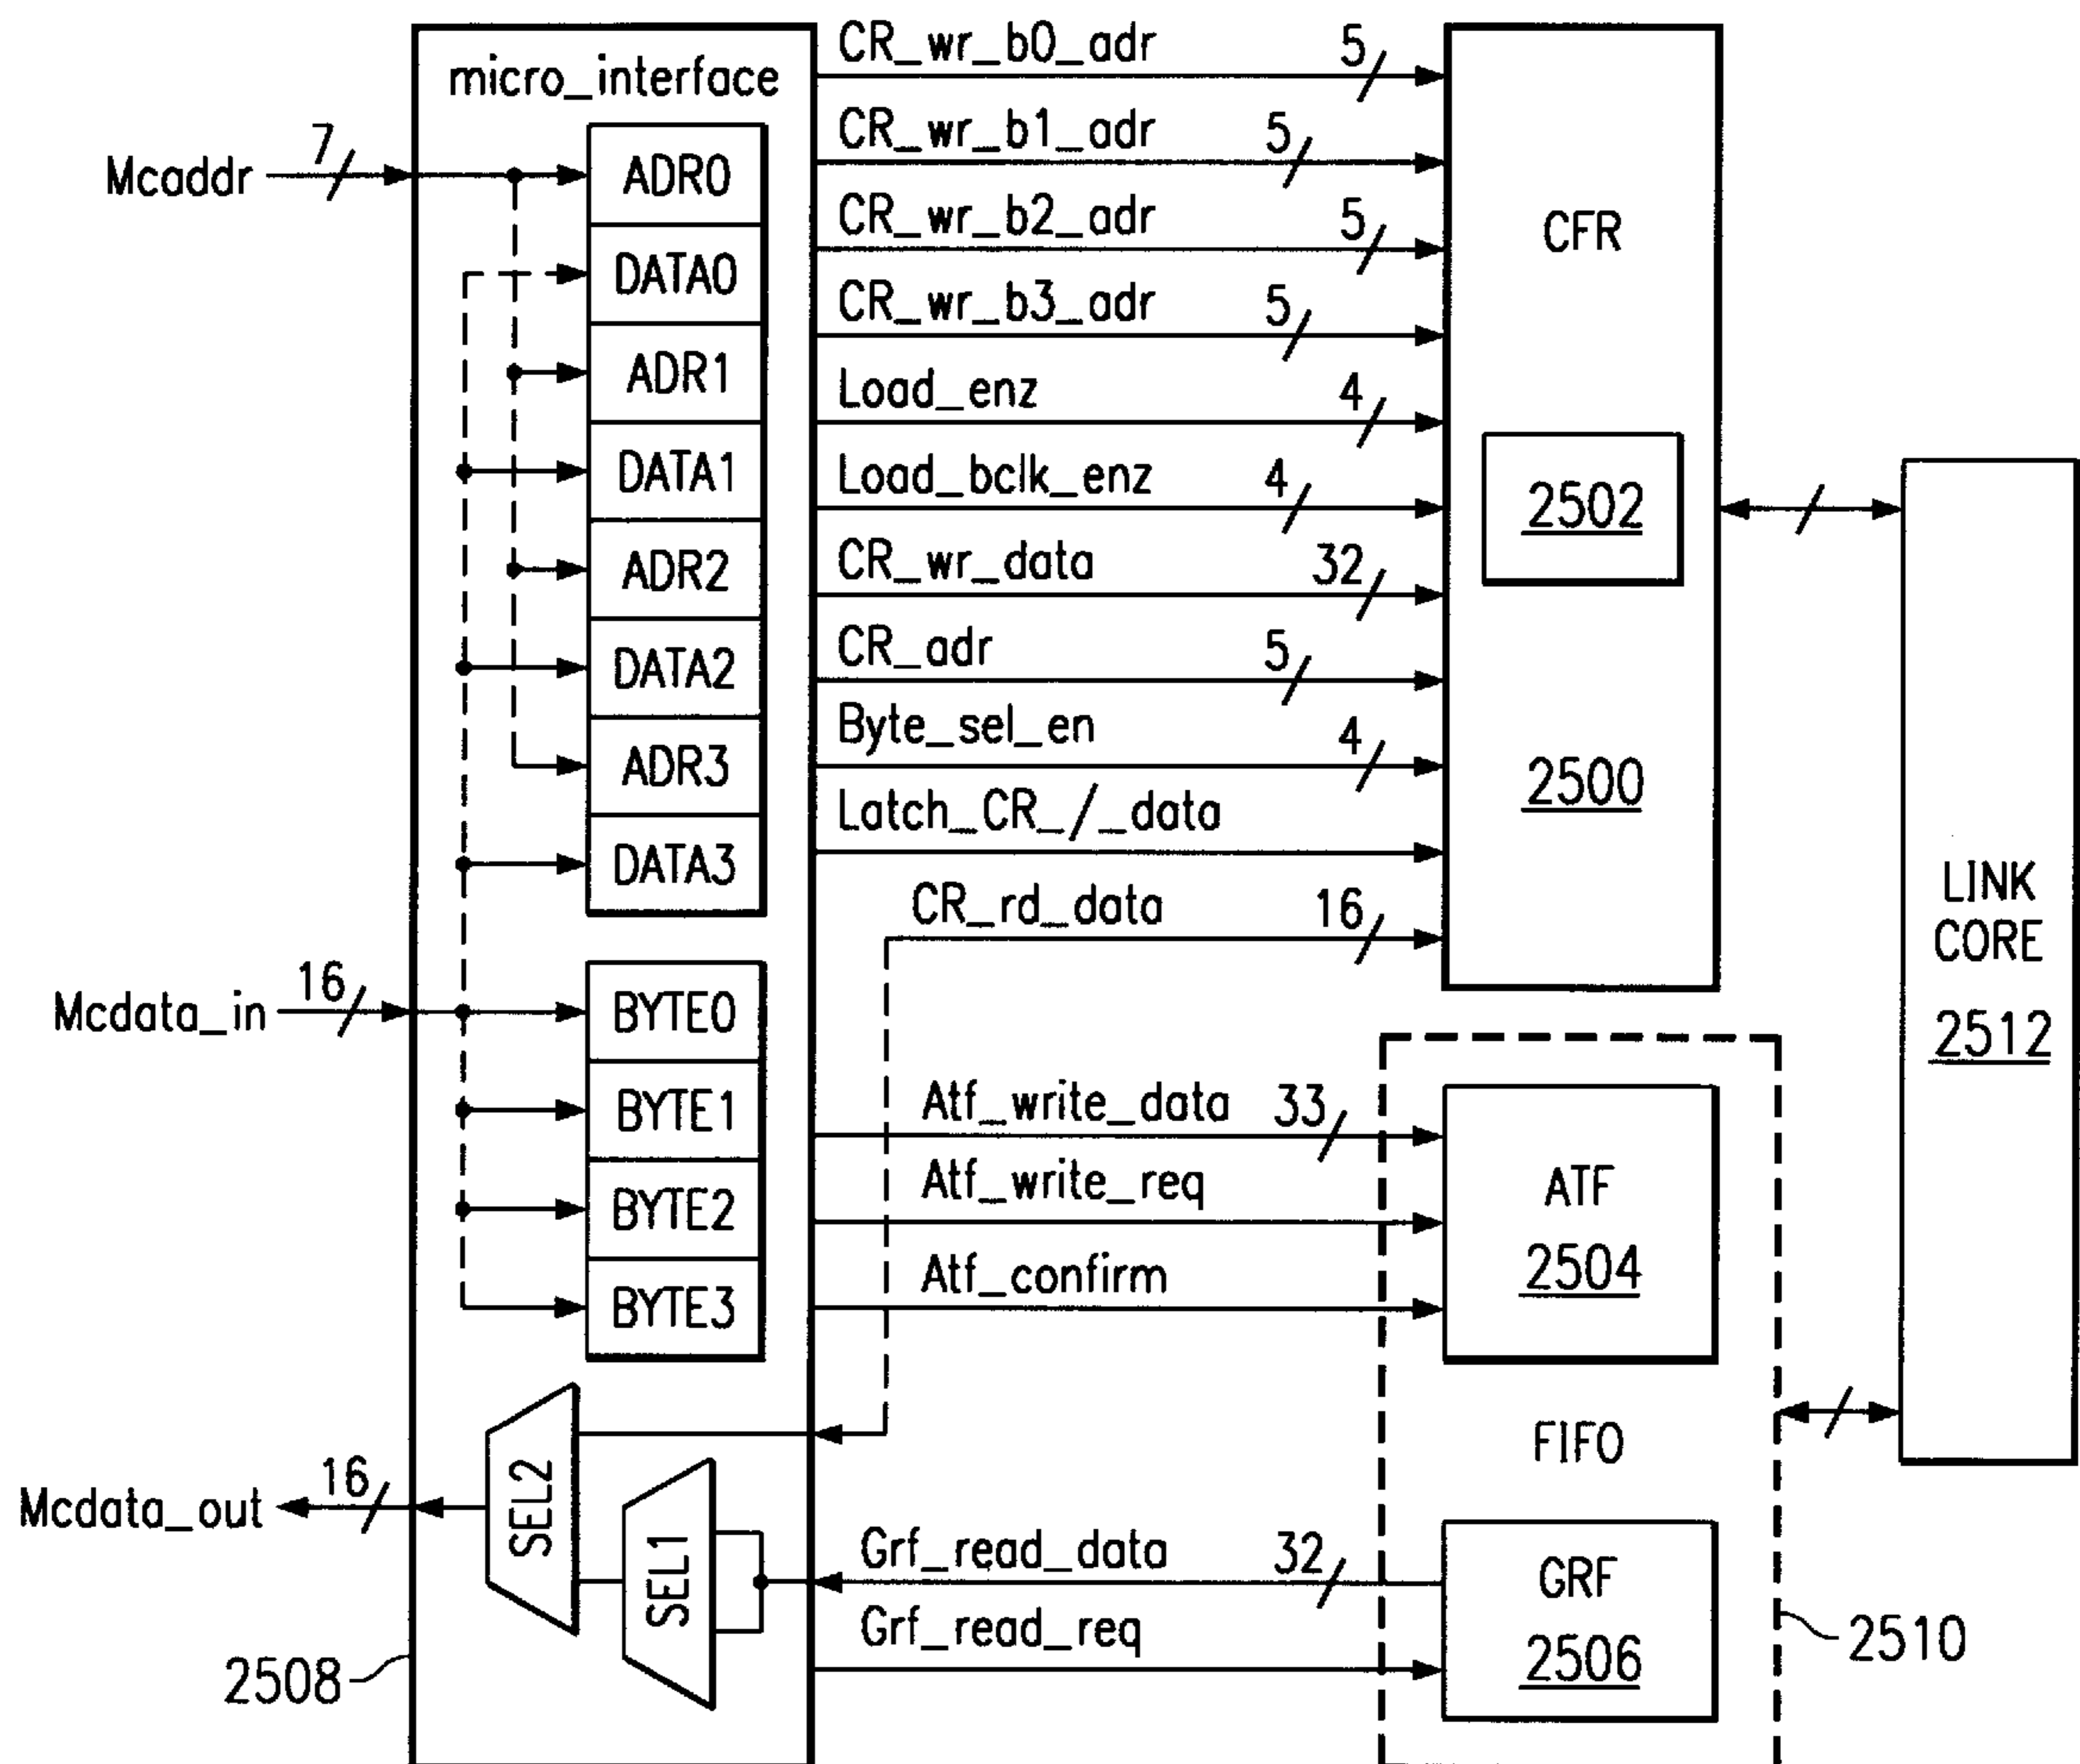 micro_interface
Mcaddr
7
ADR0
DATA0
ADR1
DATA1
ADR2
DATA2
ADR3
DATA3
Mcdata_in
16
BYTE0
BYTE1
BYTE2
BYTE3
Mcdata_out
16
SEL2
SEL1
2508
CR_wr_b0_adr 5
CR_wr_b1_adr 5
CR_wr_b2_adr 5
CR_wr_b3_adr 5
Load_enz 4
Load_bclk_enz 4
CR_wr_data 32
CR_adr 5
Byte_sel_en 4
Latch_CR_/_data
CR_rd_data 16
Atf_write_data 33
Atf_write_req
Atf_confirm
Grf_read_data 32
Grf_read_req
CFR
2502
2500
ATF
2504
FIFO
GRF
2506
2510
LINK
CORE
2512